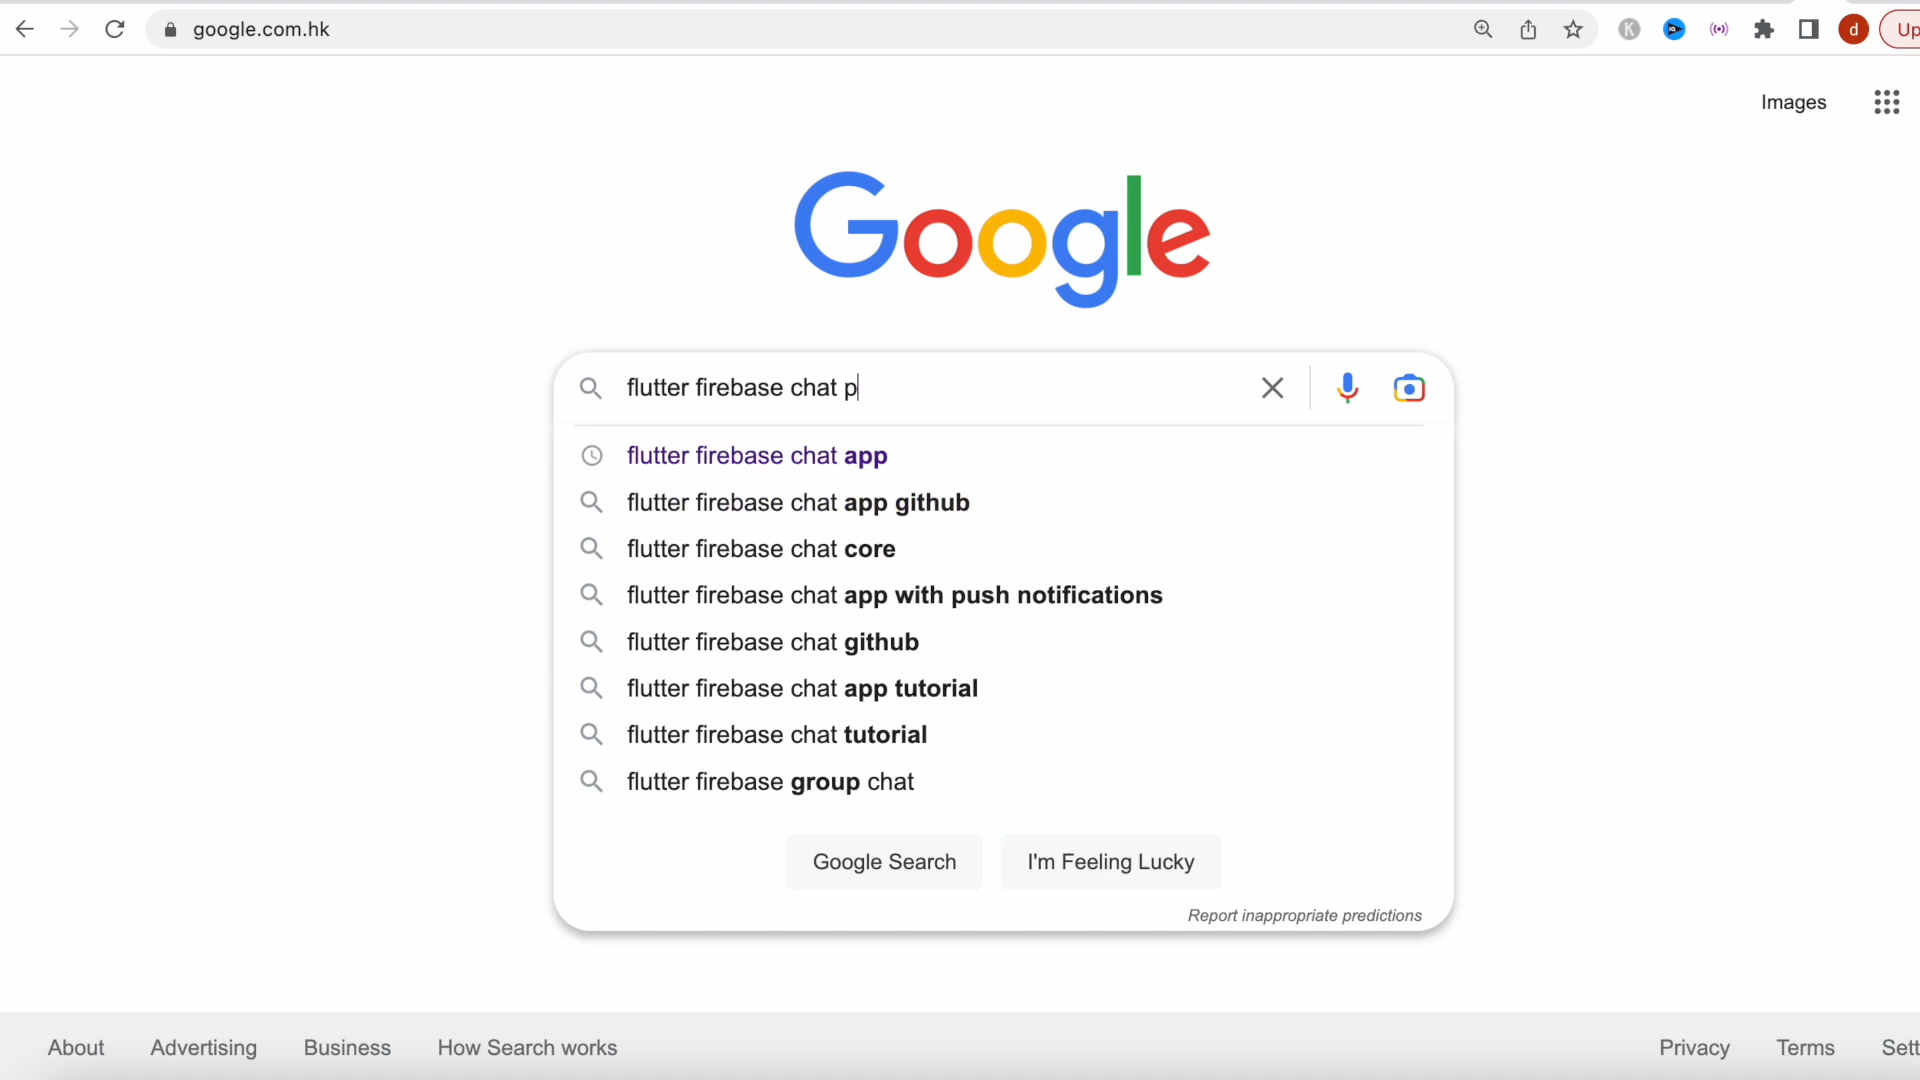 google.com.hk
K
d
Up
Images
Google
flutter firebase chat p
flutter firebase chat app
flutter firebase chat app github
flutter firebase chat core
flutter firebase chat app with push notifications
flutter firebase chat github
flutter firebase chat app tutorial
flutter firebase chat tutorial
flutter firebase group chat
Google Search
I'm Feeling Lucky
Report inappropriate predictions
About
Advertising
Business
How Search works
Privacy
Terms
Sett